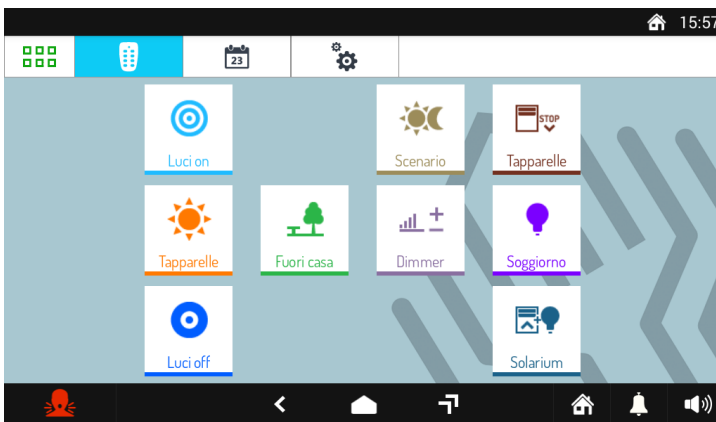 15:57
23
Luci on
Scenario
STOP
Tapparelle
Tapparelle
Fuori casa
Dimmer
Soggiorno
Luci off
Solarium